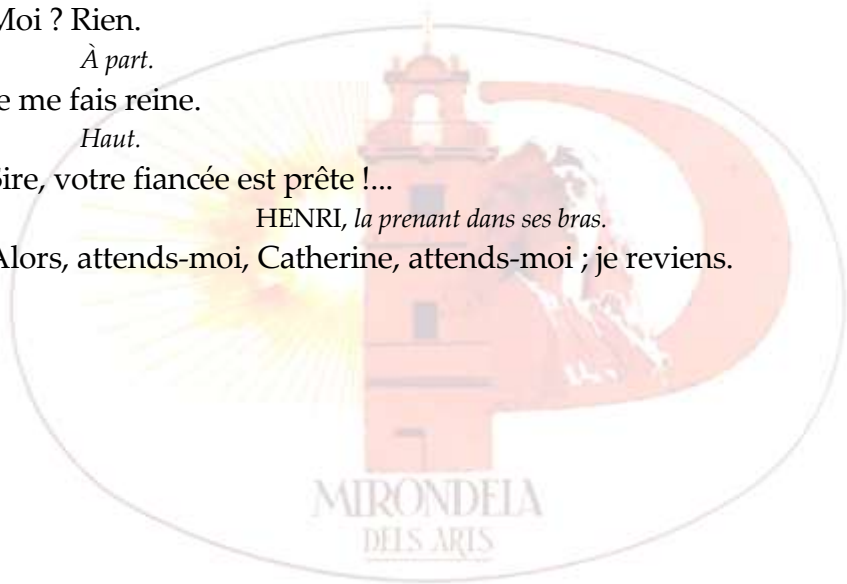 Moi ? Rien.
À part.
e me fais reine.
Haut.
Sire, votre fiancée est prête !...
HENRI, la prenant dans ses bras.
Alors, attends-moi, Catherine, attends-moi ; je reviens.
MIRONDELA
DELS ARTS